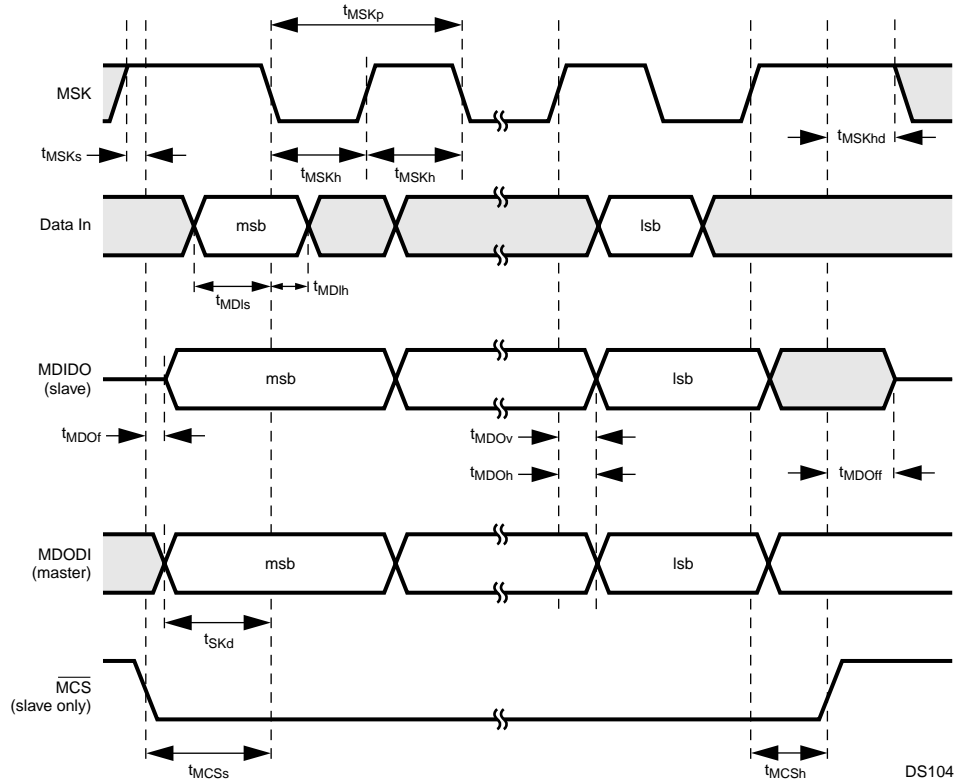 tMSKp
MSK
tMSKs
tMSKh
tMSKh
tMSKhd
Data In
msb
lsb
tMDIs
tMDIh
MDIDO
(slave)
msb
lsb
tMDOf
tMDOv
tMDOh
tMDOff
MDODI
(master)
msb
lsb
tSKd
MCS
(slave only)
tMCSs
tMCSh
DS104